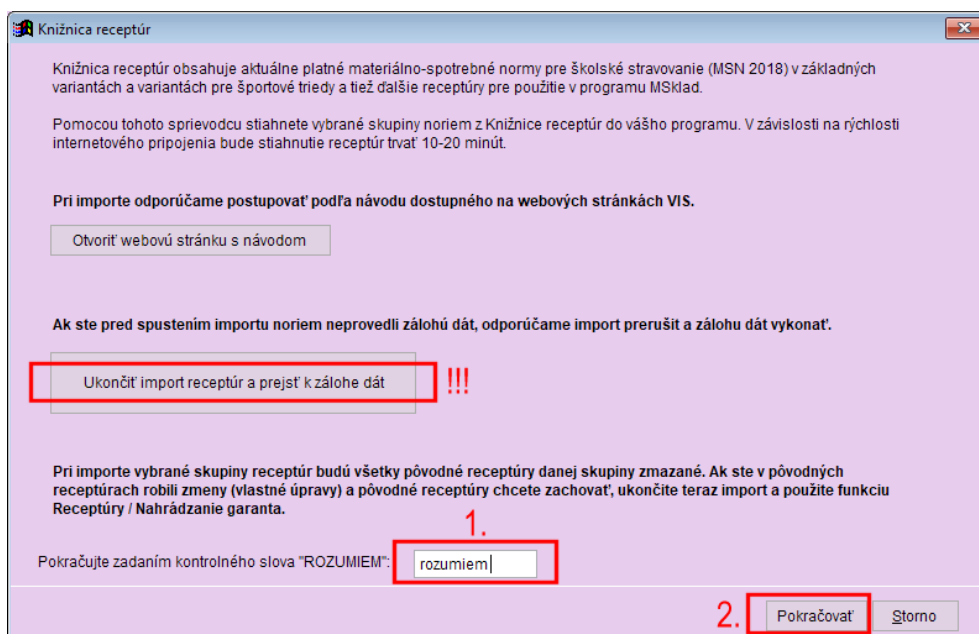 Knižnica receptúr
Knižnica receptúr obsahuje aktuálne platné materiálno-spotrebné normy pre školské stravovanie (MSN 2018) v základných
variantách a variantách pre športové triedy a tiež ďalšie receptúry pre použitie v programu MSklad.
Pomocou tohoto sprievodcu stiahnete vybrané skupiny noriem z Knižnice receptúr do vášho programu. V závislosti na rýchlosti
internetového pripojenia bude stiahnutie receptúr trvať 10-20 minút.
Pri importe odporúčame postupovať podľa návodu dostupného na webových stránkách VIS.
Otvoriť webovú stránku s návodom
Ak ste pred spustením importu noriem neprovedli zálohú dát, odporúčame import prerušit a zálohu dát vykonať.
Ukončiť import receptúr a prejsť k zálohe dát
!!!
Pri importe vybrané skupiny receptúr budú všetky pôvodné receptúry danej skupiny zmazané. Ak ste v pôvodných
receptúrach robili zmeny (vlastné úpravy) a pôvodné receptúry chcete zachovať, ukončite teraz import a použite funkciu
Receptúry / Nahrádzanie garanta.
1.
Pokračujte zadaním kontrolného slova "ROZUMIEM":
rozumiem
2.
Pokračovať
Storno